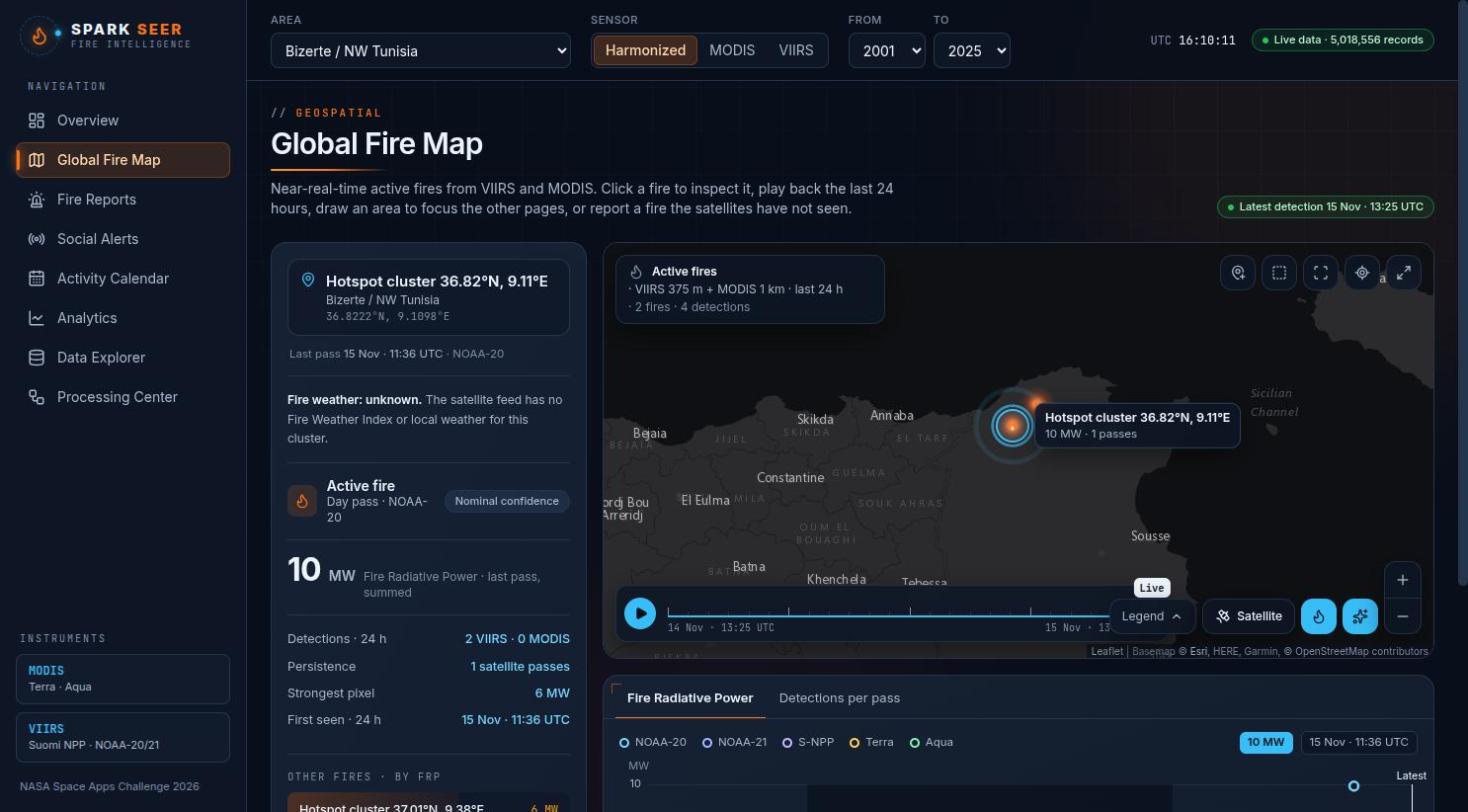 SPARK SEER
FIRE INTELLIGENCE
NAVIGATION
Overview
Global Fire Map
Fire Reports
Social Alerts
Activity Calendar
Analytics
Data Explorer
Processing Center
INSTRUMENTS
MODIS
Terra · Aqua
VIIRS
Suomi NPP · NOAA-20/21
NASA Space Apps Challenge 2026
AREA
Bizerte / NW Tunisia
SENSOR
Harmonized MODIS VIIRS
FROM
2001
TO
2025
UTC 16:10:11
Live data · 5,018,556 records
// GEOSPATIAL
Global Fire Map
Near-real-time active fires from VIIRS and MODIS. Click a fire to inspect it, play back the last 24
hours, draw an area to focus the other pages, or report a fire the satellites have not seen.
Latest detection 15 Nov · 13:25 UTC
Hotspot cluster 36.82°N, 9.11°E
Bizerte / NW Tunisia
36.8222°N, 9.1098°E
Last pass 15 Nov · 11:36 UTC · NOAA-20
Fire weather: unknown. The satellite feed has no
Fire Weather Index or local weather for this
cluster.
Active fire
Day pass · NOAA-
20
Nominal confidence
10 MW Fire Radiative Power · last pass,
summed
Detections · 24 h 2 VIIRS · 0 MODIS
Persistence 1 satellite passes
Strongest pixel 6 MW
First seen · 24 h 15 Nov · 11:36 UTC
OTHER FIRES · BY FRP
Hotspot cluster 37.01°N, 9.38°E 6 MW
Active fires
· VIIRS 375 m + MODIS 1 km · last 24 h
· 2 fires · 4 detections
Sicilian
Channel
Hotspot cluster 36.82°N, 9.11°E
10 MW · 1 passes
Skikda
Annaba
SKIKDA
Bejaia
BEJAIA
JIJEL
EL TARF
Constantine
GUELMA
El Eulma
MILA
SOUK AHRAS
ordj Bou
Arreridj
OUM EL
BOUAGHI
Sousse
Batna
BATNA
Khenchela
Tebessa
Live
14 Nov · 13:25 UTC
15 Nov · 13
Legend
Satellite
+
−
Leaflet | Basemap © Esri, HERE, Garmin, © OpenStreetMap contributors
Fire Radiative Power
Detections per pass
NOAA-20 NOAA-21 S-NPP Terra Aqua
10 MW
15 Nov · 11:36 UTC
MW
10
Latest